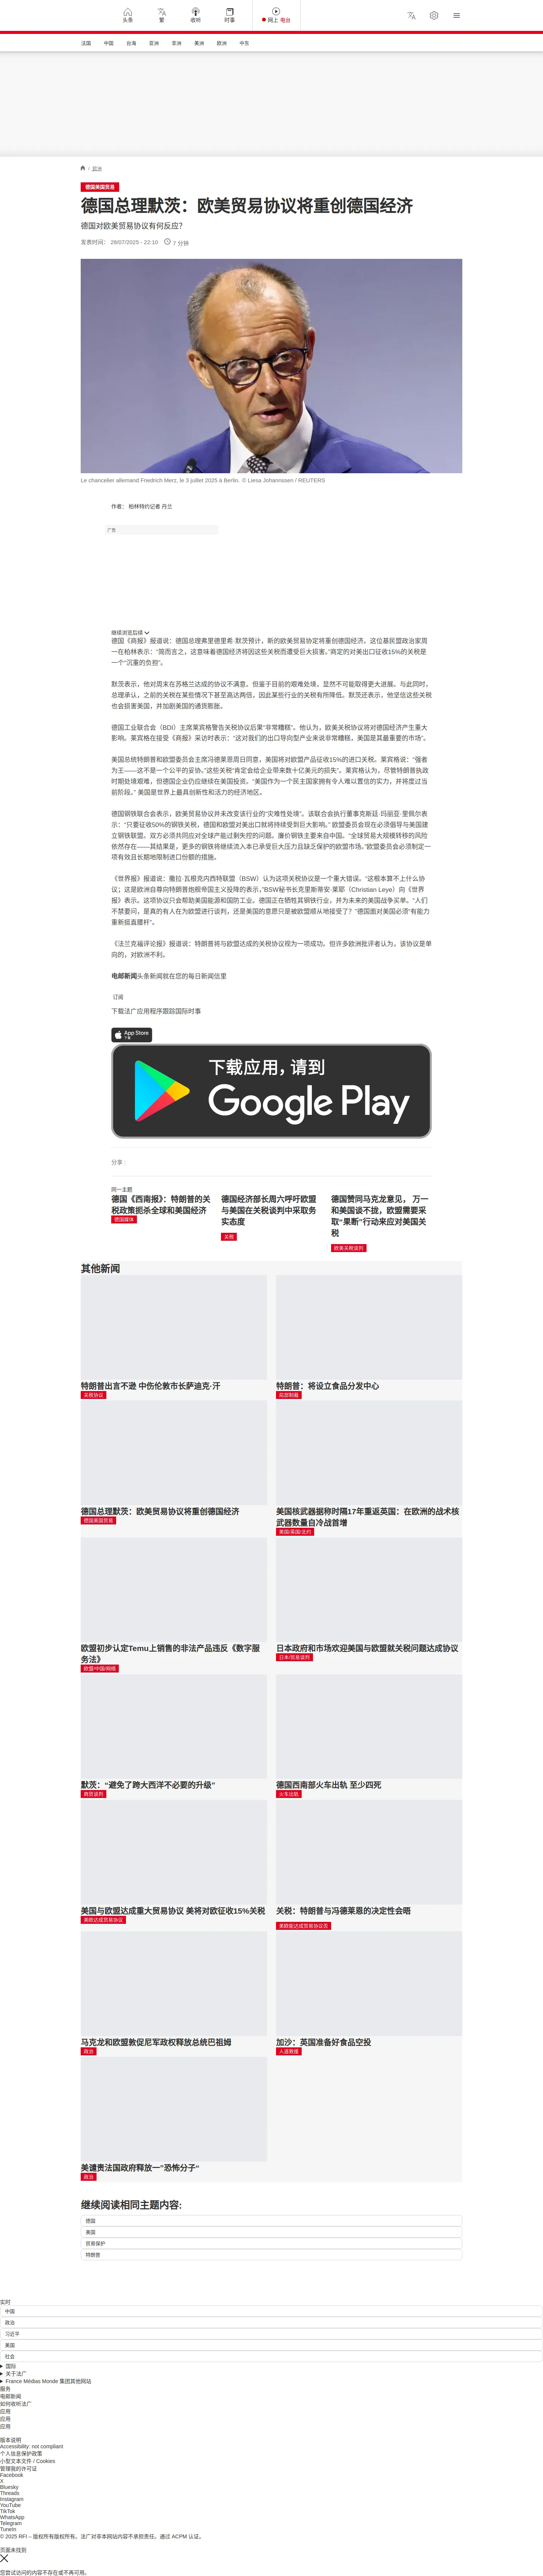 头条
繁
收听
时事
网上 电台
法国 中国 台海 亚洲 非洲 美洲 欧洲 中东
/ 欧洲
德国美国贸易
德国总理默茨：欧美贸易协议将重创德国经济
德国对欧美贸易协议有何反应？
发表时间： 28/07/2025 - 22:10 7 分钟
Le chancelier allemand Friedrich Merz, le 3 juillet 2025 à Berlin. © Liesa Johannssen / REUTERS
作者： 柏林特约记者 丹兰
广告
继续浏览后续
德国《商报》报道说：德国总理弗里德里希·默茨预计，新的欧美贸易协定将重创德国经济，这位基民盟政治家周
一在柏林表示："简而言之，这意味着德国经济将因这些关税而遭受巨大损害。"商定的对美出口征收15%的关税是
一个"沉重的负担"。
默茨表示，他对周末在苏格兰达成的协议不满意。但鉴于目前的艰难处境，显然不可能取得更大进展。与此同时，
总理承认，之前的关税在某些情况下甚至高达两倍，因此某些行业的关税有所降低。默茨还表示，他坚信这些关税
也会损害美国，并加剧美国的通货膨胀。
德国工业联合会（BDI）主席莱宾格警告关税协议后果"非常糟糕"。他认为，欧美关税协议将对德国经济产生重大
影响。莱宾格在接受《商报》采访时表示："这对我们的出口导向型产业来说非常糟糕，美国是其最重要的市场"。
美国总统特朗普和欧盟委员会主席冯德莱恩周日同意，美国将对欧盟产品征收15%的进口关税。莱宾格说："强者
为王——这不是一个公平的妥协。"这些关税"肯定会给企业带来数十亿美元的损失"。莱宾格认为，尽管特朗普执政
时期处境艰难，但德国企业仍应继续在美国投资。"美国作为一个民主国家拥有令人难以置信的实力，并将度过当
前阶段。" 美国是世界上最具创新性和活力的经济地区。
德国钢铁联合会表示，欧美贸易协议并未改变该行业的"灾难性处境"。该联合会执行董事克斯廷·玛丽亚·里佩尔表
示："只要征收50%的钢铁关税，德国和欧盟对美出口就将持续受到巨大影响。" 欧盟委员会现在必须倡导与美国建
立钢铁联盟。双方必须共同应对全球产能过剩失控的问题。廉价钢铁主要来自中国。"全球贸易大规模转移的风险
依然存在——其结果是，更多的钢铁将继续流入本已承受巨大压力且缺乏保护的欧盟市场。"欧盟委员会必须制定一
项有效且长期地限制进口份额的措施。
《世界报》报道说：撒拉·瓦根克内西特联盟（BSW）认为这项关税协议是一个重大错误。"这根本算不上什么协
议；这是欧洲自尊向特朗普炮舰帝国主义投降的表示，"BSW秘书长克里斯蒂安·莱耶（Christian Leye）向《世界
报》表示。这项协议只会帮助美国能源和国防工业。德国正在牺牲其钢铁行业，并为未来的美国战争买单。"人们
不禁要问，是真的有人在为欧盟进行谈判，还是美国的意愿只是被欧盟顺从地接受了？"德国面对美国必须"有能力
重新挺直腰杆"。
《法兰克福评论报》报道说：特朗普将与欧盟达成的关税协议视为一项成功。但许多欧洲批评者认为，该协议是单
向的，对欧洲不利。
电邮新闻头条新闻就在您的每日新闻信里
订阅
下载法广应用程序跟踪国际时事
App Store
下载应用，请到
Google Play
分享 :
同一主题
德国《西南报》：特朗普的关税政策扼杀全球和美国经济
德国媒体
德国经济部长周六呼吁欧盟与美国在关税谈判中采取务实态度
关税
德国赞同马克龙意见， 万一和美国谈不拢，欧盟需要采取"果断"行动来应对美国关税
欧美关税谈判
其他新闻
特朗普出言不逊 中伤伦敦市长萨迪克·汗
关税协议
特朗普：将设立食品分发中心
德国总理默茨：欧美贸易协议将重创德国经济
德国美国贸易
美国核武器据称时隔17年重返英国：在欧洲的战术核武器数量自冷战首增
美国/英国/北约
欧盟初步认定Temu上销售的非法产品违反《数字服务法》
欧盟/中国/网络
日本政府和市场欢迎美国与欧盟就关税问题达成协议
日本/贸易谈判
默茨："避免了跨大西洋不必要的升级"
商贸谈判
德国西南部火车出轨 至少四死
火车出轨
美国与欧盟达成重大贸易协议 美将对欧征收15%关税
美欧达成贸易协议
关税：特朗普与冯德莱恩的决定性会晤
美欧能达成贸易协议否
马克龙和欧盟敦促尼军政权释放总统巴祖姆
政治
加沙：英国准备好食品空投
人道救援
美谴责法国政府释放一"恐怖分子"
政治
继续阅读相同主题内容:
德国
美国
贸易保护
特朗普
实时
中国
政治
习近平
美国
社会
国际
关于法广
France Médias Monde 集团其他网站
服务
电邮新闻
如何收听法广
应用
应用
应用
版本说明
Accessibility: not compliant
个人信息保护政策
小型文本文件 / Cookies
管理我的许可证
Facebook
X
Bluesky
Threads
Instagram
YouTube
TikTok
WhatsApp
Telegram
TuneIn
© 2025 RFI – 版权所有版权所有。法广对非本网站内容不承担责任。通过 ACPM 认证。
页面未找到
您尝试访问的内容不存在或不再可用。